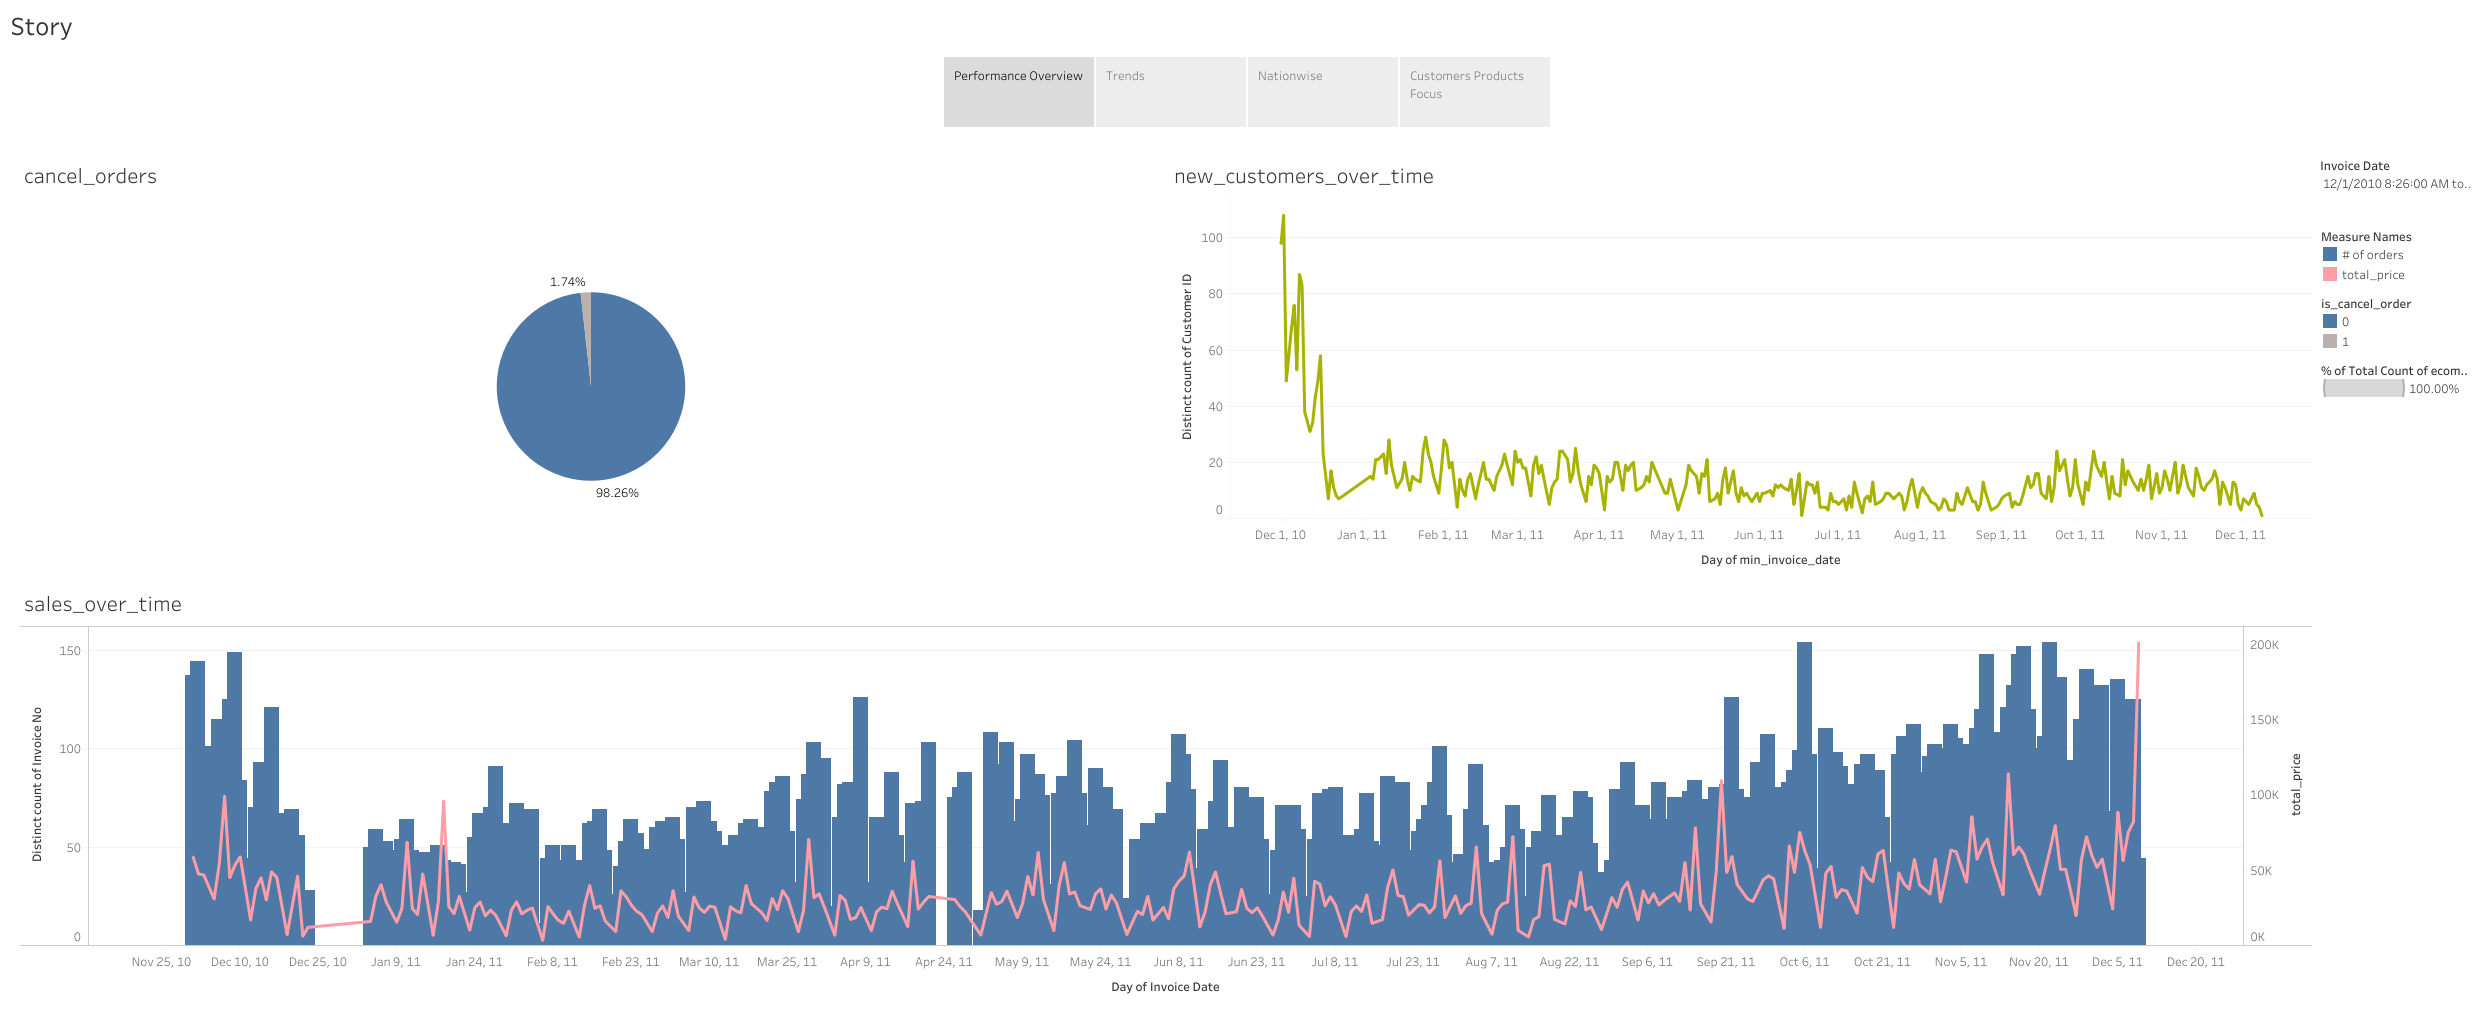 Story
Performance Overview
Trends
Nationwise
Customers Products
Focus
cancel_orders
1.74%
98.26%
new_customers_over_time
Distinct count of Customer ID
100
80
60
40
20
0
Dec 1, 10
Jan 1, 11
Feb 1, 11
Mar 1, 11
Apr 1, 11
May 1, 11
Jun 1, 11
Jul 1, 11
Aug 1, 11
Sep 1, 11
Oct 1, 11
Nov 1, 11
Dec 1, 11
Day of min_invoice_date
Invoice Date
12/1/2010 8:26:00 AM to..
Measure Names
# of orders
total_price
is_cancel_order
0
1
% of Total Count of ecom..
100.00%
sales_over_time
Distinct count of Invoice No
150
100
50
0
200K
150K
100K
50K
0K
total_price
Nov 25, 10
Dec 10, 10
Dec 25, 10
Jan 9, 11
Jan 24, 11
Feb 8, 11
Feb 23, 11
Mar 10, 11
Mar 25, 11
Apr 9, 11
Apr 24, 11
May 9, 11
May 24, 11
Jun 8, 11
Jun 23, 11
Jul 8, 11
Jul 23, 11
Aug 7, 11
Aug 22, 11
Sep 6, 11
Sep 21, 11
Oct 6, 11
Oct 21, 11
Nov 5, 11
Nov 20, 11
Dec 5, 11
Dec 20, 11
Day of Invoice Date